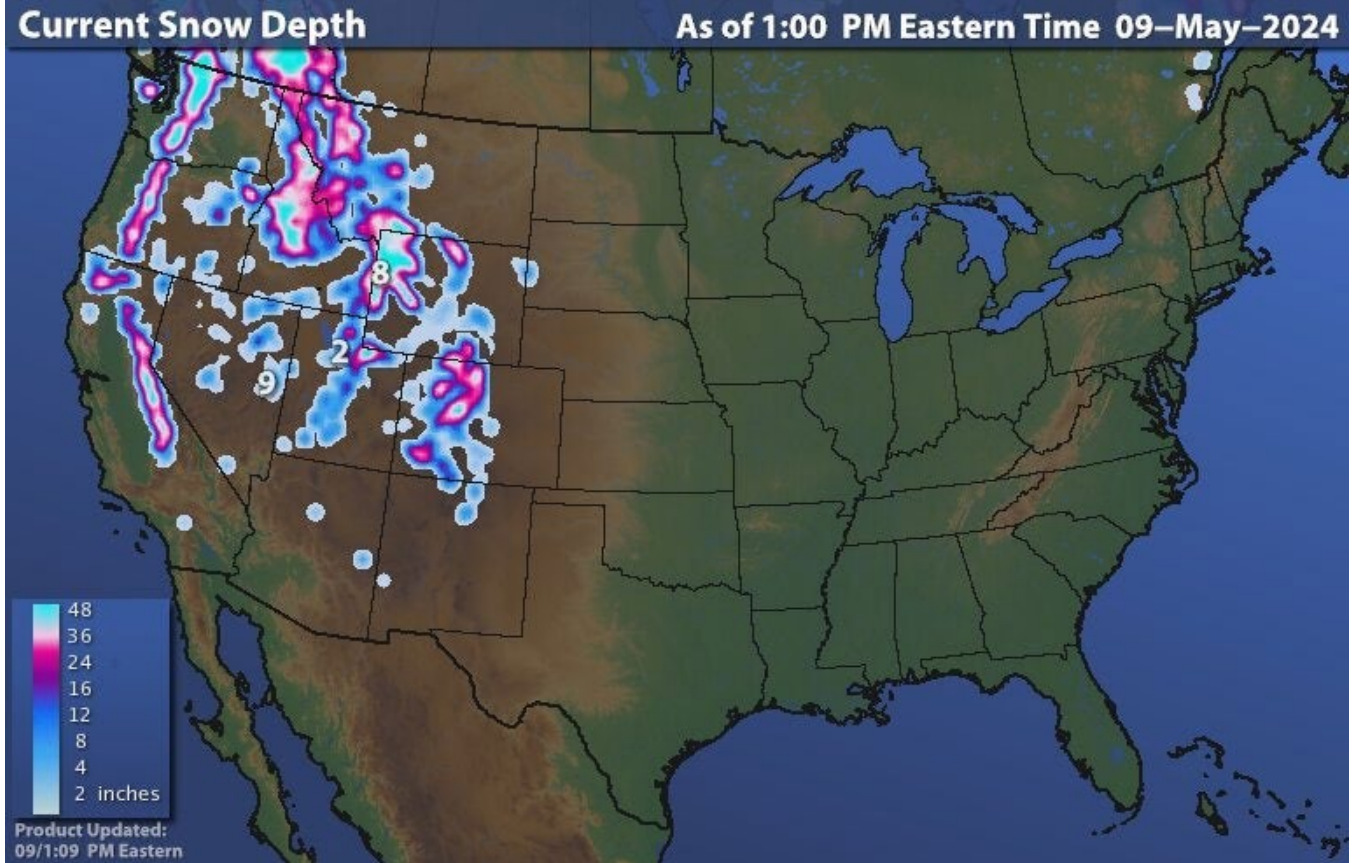 Current Snow Depth
As of 1:00 PM Eastern Time 09–May–2024
8
2
9
48
36
24
16
12
8
4
2 inches
Product Updated:
09/1:09 PM Eastern